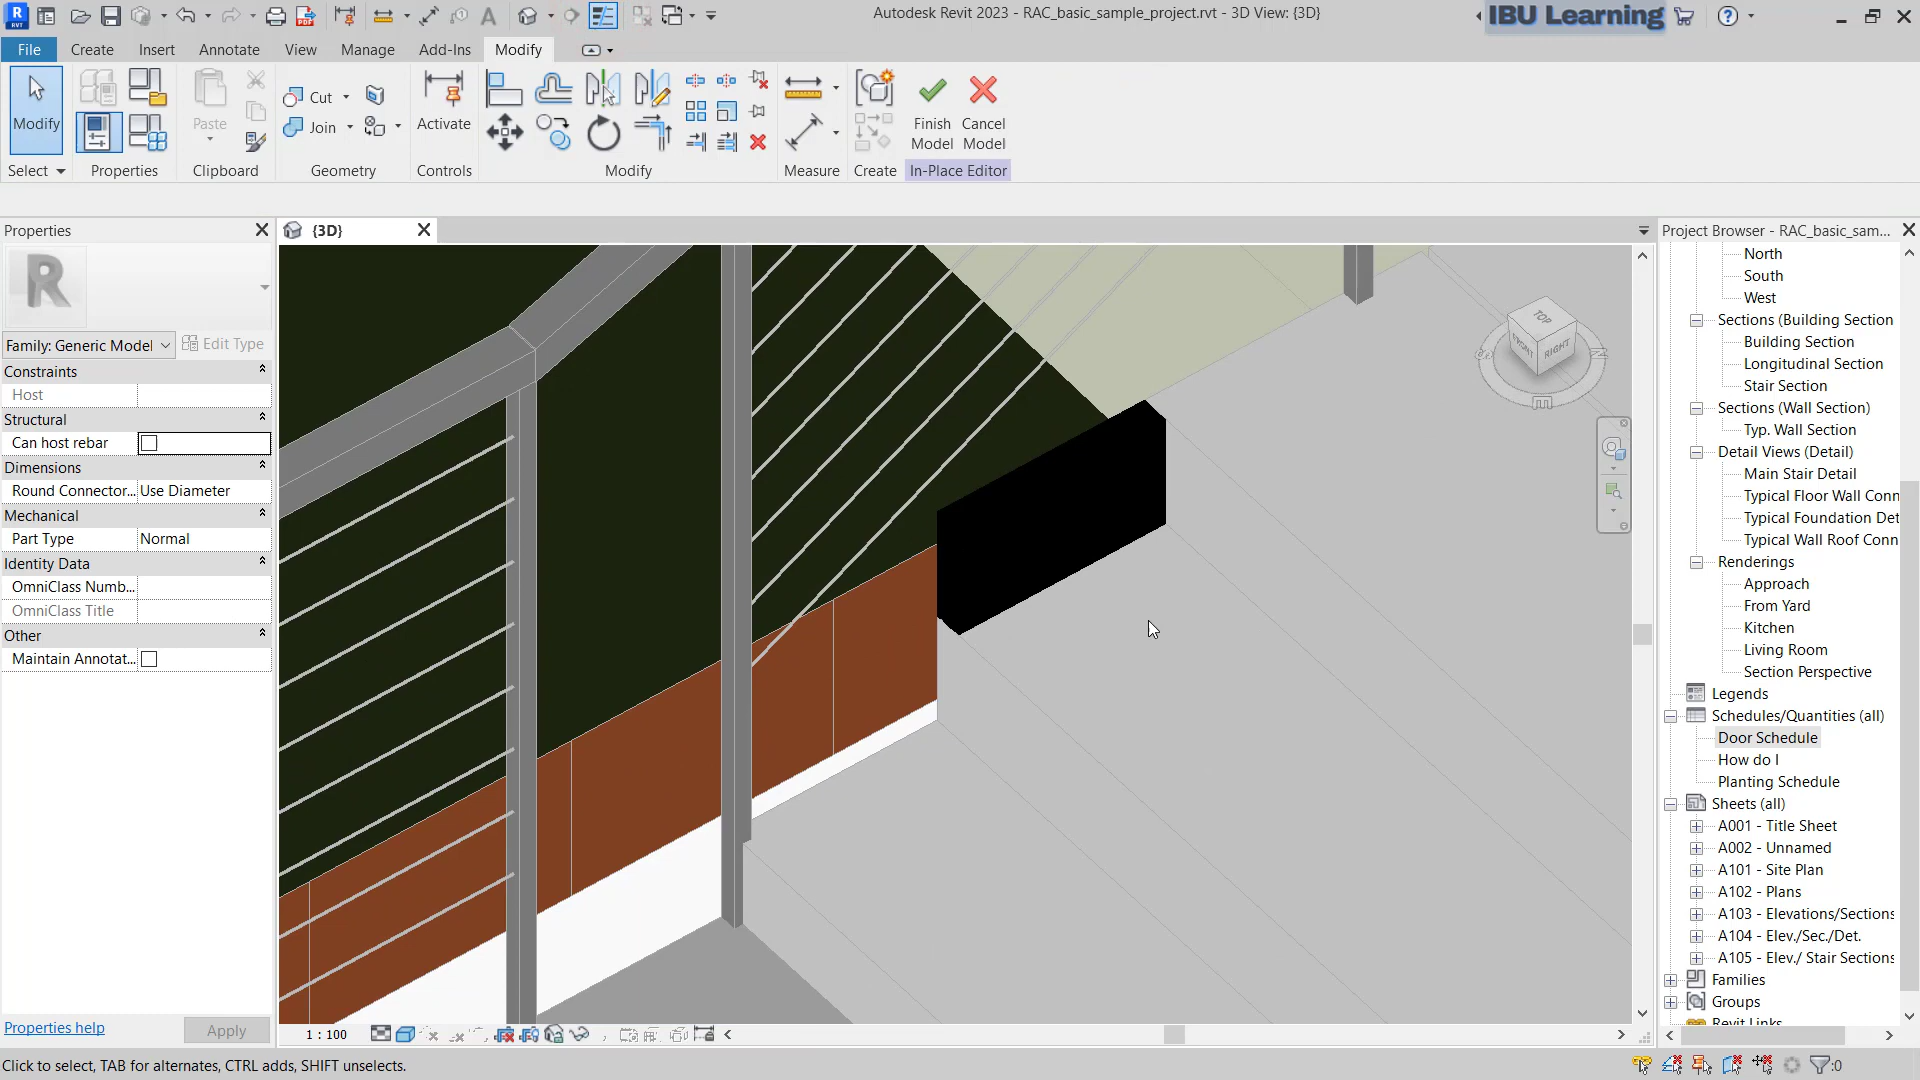 Autodesk Revit 2023 - RAC_basic_sample_project.rvt - 3D View: {3D}
IBU Learning
File
Create
Insert
Annotate
View
Manage
Add-Ins
Modify
Modify
Paste
Cut
Join
Activate
Finish Model
Cancel Model
Select
Properties
Clipboard
Geometry
Controls
Modify
Measure
Create
In-Place Editor
Properties
Family: Generic Model
Edit Type
Constraints
Host
Structural
Can host rebar
Dimensions
Round Connector... Use Diameter
Mechanical
Part Type Normal
Identity Data
OmniClass Numb...
OmniClass Title
Other
Maintain Annotat...
Properties help
Apply
{3D}
TOP
FRONT
RIGHT
1 : 100
Project Browser - RAC_basic_sam...
North
South
West
Sections (Building Section
Building Section
Longitudinal Section
Stair Section
Sections (Wall Section)
Typ. Wall Section
Detail Views (Detail)
Main Stair Detail
Typical Floor Wall Conn
Typical Foundation Det
Typical Wall Roof Conn
Renderings
Approach
From Yard
Kitchen
Living Room
Section Perspective
Legends
Schedules/Quantities (all)
Door Schedule
How do I
Planting Schedule
Sheets (all)
A001 - Title Sheet
A002 - Unnamed
A101 - Site Plan
A102 - Plans
A103 - Elevations/Sections
A104 - Elev./Sec./Det.
A105 - Elev./ Stair Sections
Families
Groups
Revit Links
Click to select, TAB for alternates, CTRL adds, SHIFT unselects.
:0